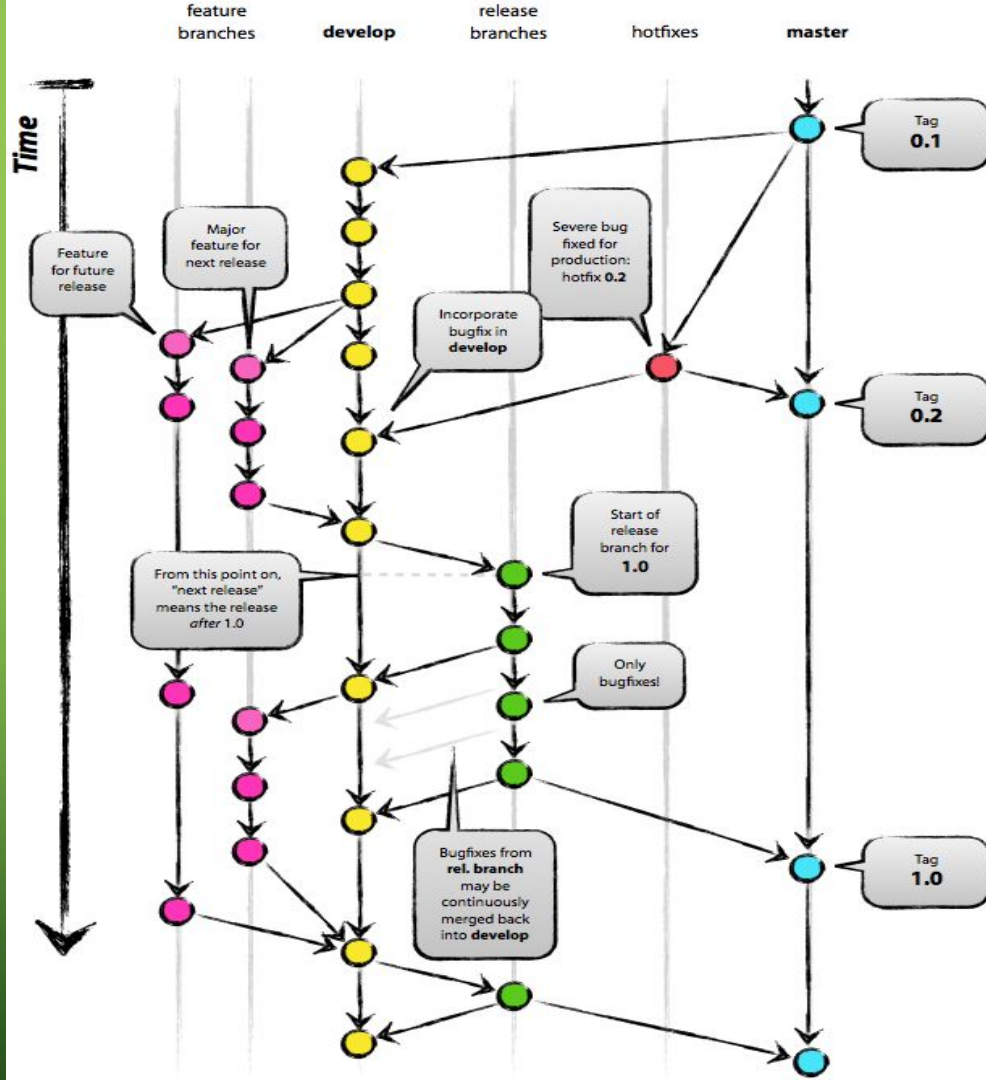 feature
branches
develop
release
branches
hotfixes
master
Time
Tag
0.1
Feature
for future
release
Major
feature for
next release
Severe bug
fixed for
production:
hotfix 0.2
Incorporate
bugfix in
develop
Tag
0.2
Start of
release
branch for
1.0
From this point on,
"next release"
means the release
after 1.0
Only
bugfixes!
Bugfixes from
rel. branch
may be
continuously
merged back
into develop
Tag
1.0